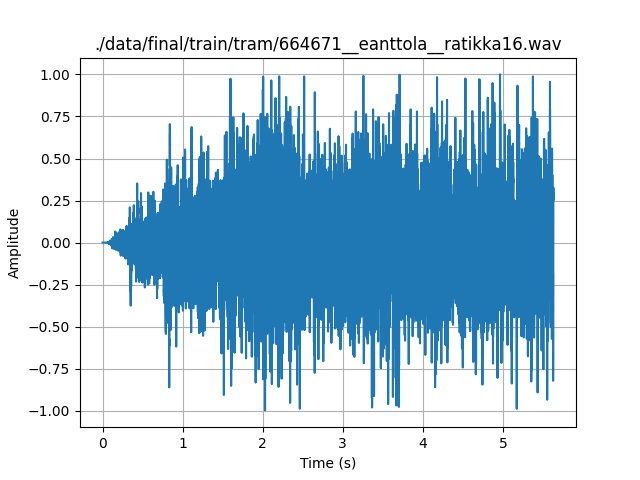 ./data/final/train/tram/664671__eanttola__ratikka16.wav
1.00
0.75
0.50
0.25
0.00
−0.25
−0.50
−0.75
−1.00
Amplitude
0 1 2 3 4 5
Time (s)